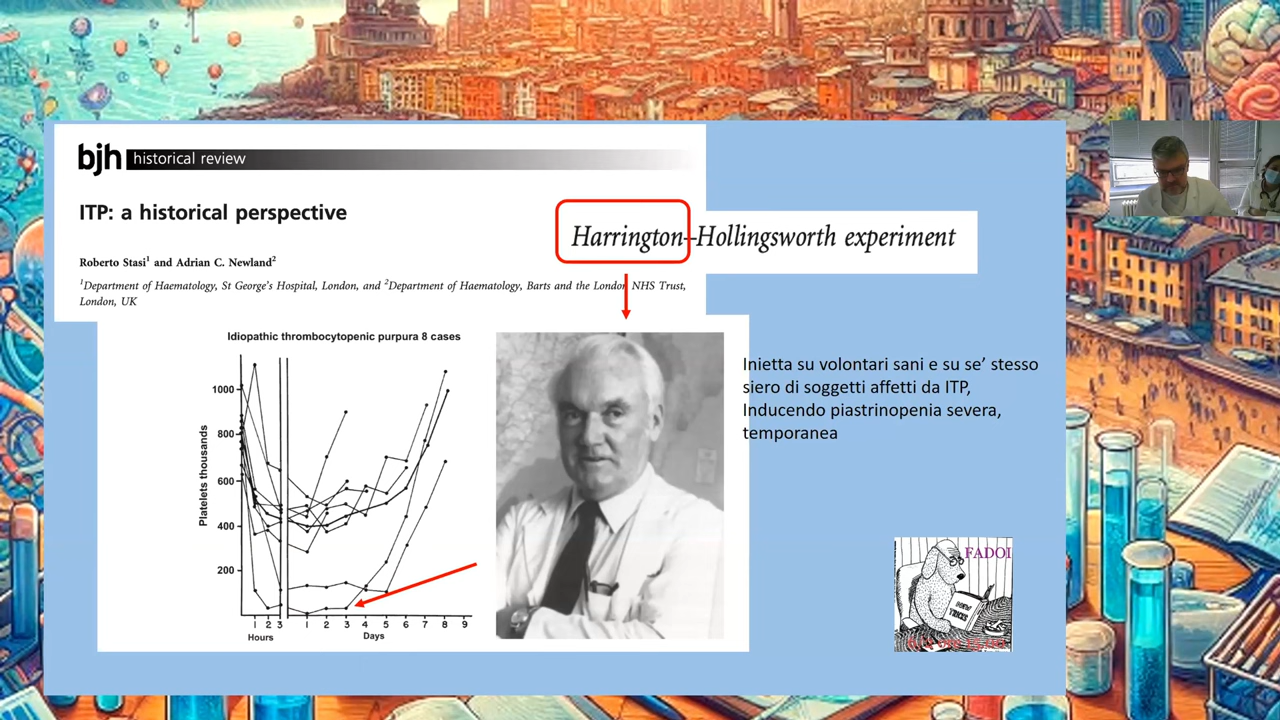 bjh historical review
ITP: a historical perspective
Harrington–Hollingsworth experiment
Roberto Stasi1 and Adrian C. Newland2
1Department of Haematology, St George's Hospital, London, and 2Department of Haematology, Barts and the London NHS Trust,
London, UK
Idiopathic thrombocytopenic purpura 8 cases
Platelets thousands
1000
800
600
400
200
1 2 3 1 2 3 4 5 6 7 8 9
Hours Days
Inietta su volontari sani e su se' stesso
siero di soggetti affetti da ITP,
Inducendo piastrinopenia severa,
temporanea
FADOI